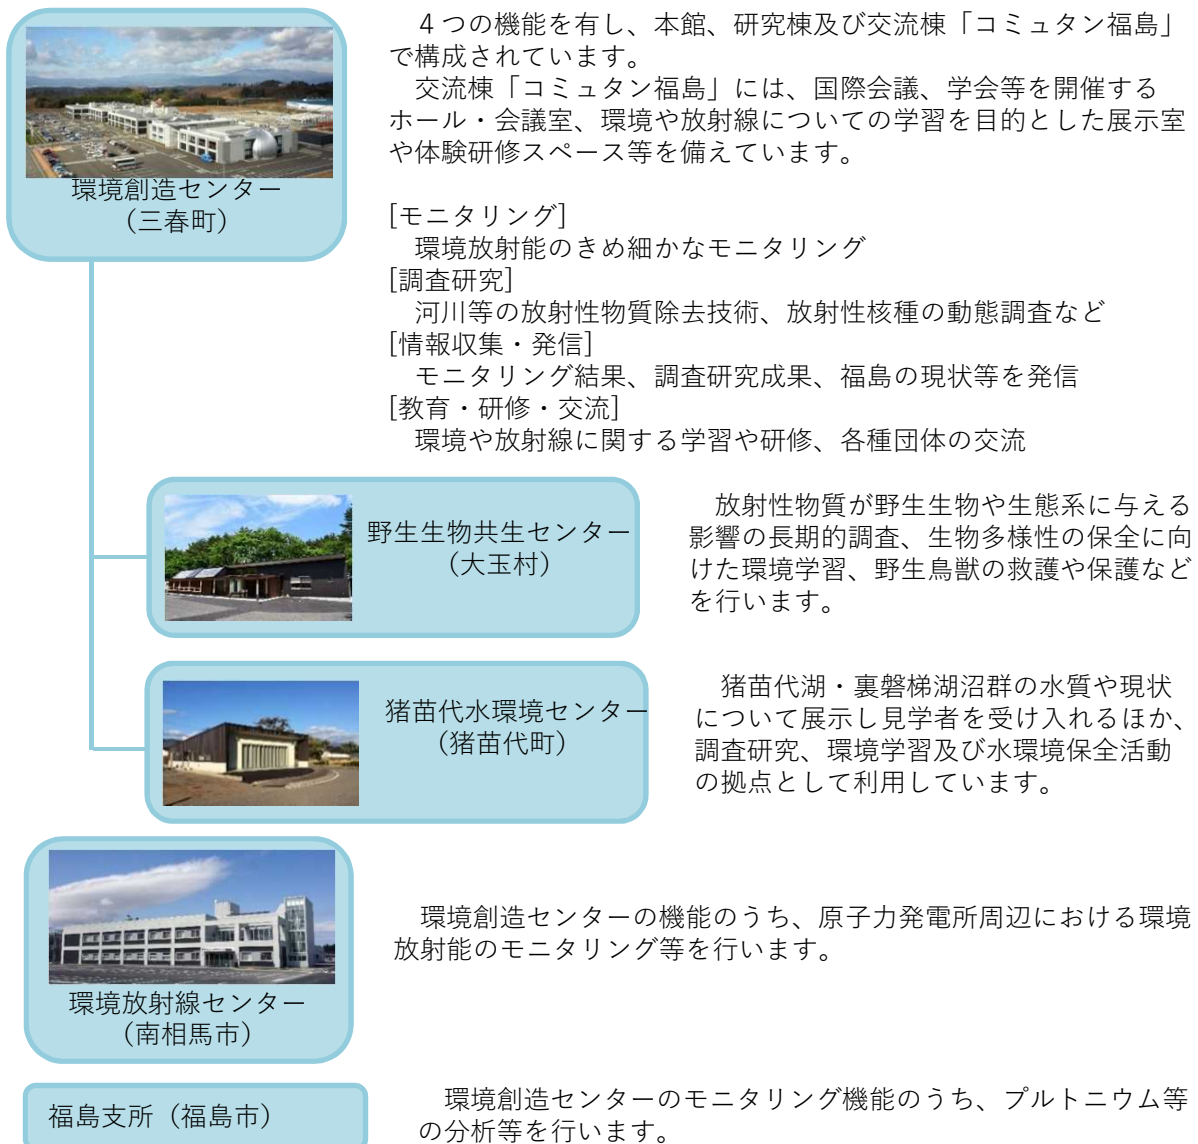 ４つの機能を有し、本館、研究棟及び交流棟「コミュタン福島」
で構成されています。
交流棟「コミュタン福島」には、国際会議、学会等を開催する
ホール・会議室、環境や放射線についての学習を目的とした展示室
や体験研修スペース等を備えています。
環境創造センター
（三春町）
[モニタリング]
環境放射能のきめ細かなモニタリング
[調査研究]
河川等の放射性物質除去技術、放射性核種の動態調査など
[情報収集・発信]
モニタリング結果、調査研究成果、福島の現状等を発信
[教育・研修・交流]
環境や放射線に関する学習や研修、各種団体の交流
野生生物共生センター
（大玉村）
放射性物質が野生生物や生態系に与える
影響の長期的調査、生物多様性の保全に向
けた環境学習、野生鳥獣の救護や保護など
を行います。
猪苗代水環境センター
（猪苗代町）
猪苗代湖・裏磐梯湖沼群の水質や現状
について展示し見学者を受け入れるほか、
調査研究、環境学習及び水環境保全活動
の拠点として利用しています。
環境放射線センター
（南相馬市）
環境創造センターの機能のうち、原子力発電所周辺における環境
放射能のモニタリング等を行います。
福島支所（福島市）
環境創造センターのモニタリング機能のうち、プルトニウム等
の分析等を行います。